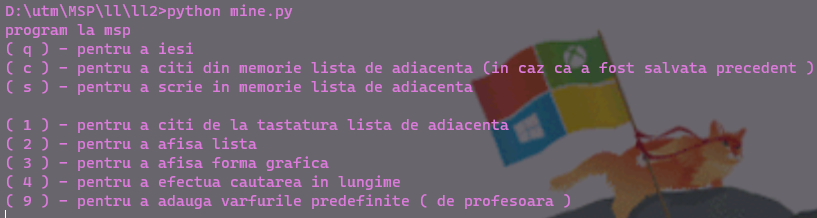 D:\utm\MSP\ll\ll2>python mine.py
program la msp
( q ) - pentru a iesi
( c ) - pentru a citi din memorie lista de adiacenta (in caz ca a fost salvata precedent )
( s ) - pentru a scrie in memorie lista de adiacenta
( 1 ) - pentru a citi de la tastatura lista de adiacenta
( 2 ) - pentru a afisa lista
( 3 ) - pentru a afisa forma grafica
( 4 ) - pentru a efectua cautarea in lungime
( 9 ) - pentru a adauga varfurile predefinite ( de profesoara )